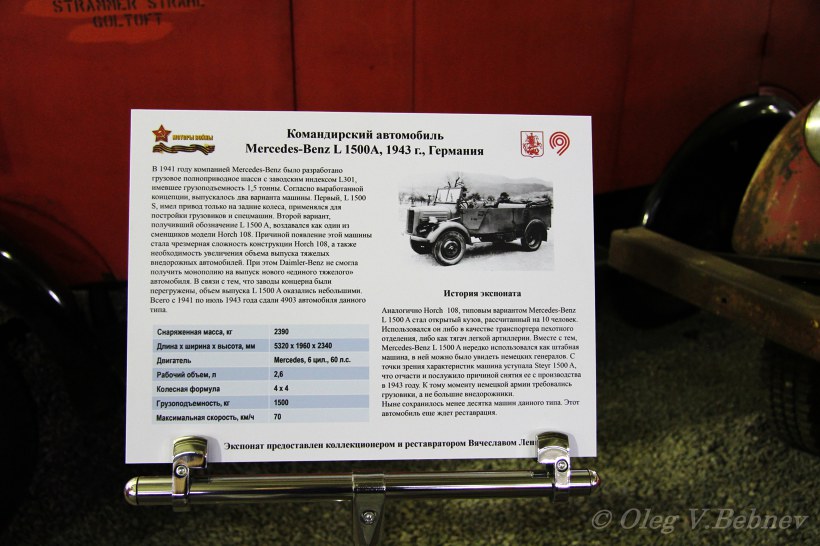 STRAMMER STRAHL
GOLTOFT
МОТОРЫ ВОЙНЫ
Командирский автомобиль
Mercedes-Benz L 1500A, 1943 г., Германия
В 1941 году компанией Mercedes-Benz было разработано
грузовое полноприводное шасси с заводским индексом L301,
имевшее грузоподъемность 1,5 тонны. Согласно выработанной
концепции, выпускалось два варианта машины. Первый, L 1500
S, имел привод только на задние колеса, применялся для
постройки грузовиков и спецмашин. Второй вариант,
получивший обозначение L 1500 A, создавался как один из
сменщиков модели Horch 108. Причиной появление этой машины
стала чрезмерная сложность конструкции Horch 108, а также
необходимость увеличения объема выпуска тяжелых
внедорожных автомобилей. При этом Daimler-Benz не смогла
получить монополию на выпуск нового «единого тяжелого»
автомобиля. В связи с тем, что заводы концерна были
перегружены, объем выпуска L 1500 A оказались небольшими.
Всего с 1941 по июль 1943 года сдали 4903 автомобиля данного
типа.
Снаряженная масса, кг 2390
Длина х ширина х высота, мм 5320 х 1960 х 2340
Двигатель Mercedes, 6 цил., 60 л.с.
Рабочий объем, л 2,6
Колесная формула 4 х 4
Грузоподъемность, кг 1500
Максимальная скорость, км/ч 70
История экспоната
Аналогично Horch 108, типовым вариантом Mercedes-Benz
L 1500 A стал открытый кузов, рассчитанный на 10 человек.
Использовался он либо в качестве транспортера пехотного
отделения, либо как тягач легкой артиллерии. Вместе с тем,
Mercedes-Benz L 1500 A нередко использовался как штабная
машина, в ней можно было увидеть немецких генералов. С
точки зрения характеристик машина уступала Steyr 1500 A,
что отчасти и послужило причиной снятия ее с производства
в 1943 году. К тому моменту немецкой армии требовались
грузовики, а не большие внедорожники.
Ныне сохранилось менее десятка машин данного типа. Этот
автомобиль еще ждет реставрация.
Экспонат предоставлен коллекционером и реставратором Вячеславом
© Oleg V.Bebnev